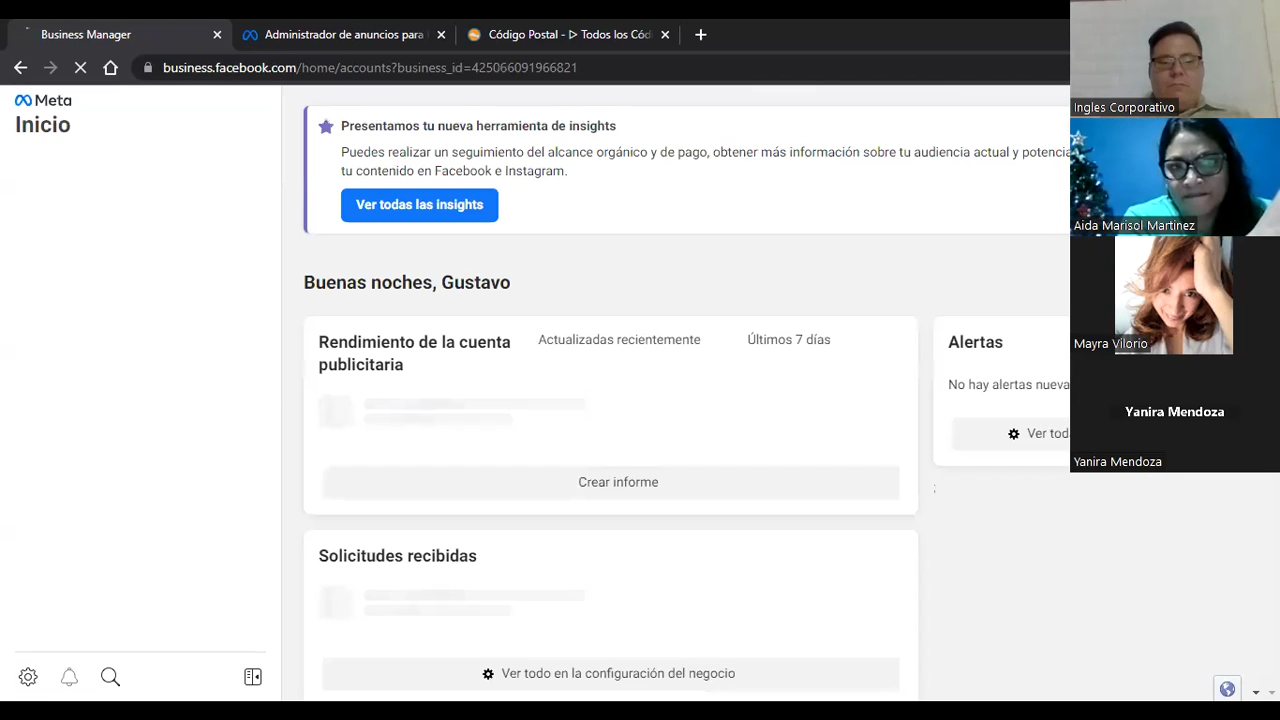 Business Manager
Administrador de anuncios para
Código Postal - ▷ Todos los Códi
business.facebook.com/home/accounts?business_id=425066091966821
Meta
Inicio
Presentamos tu nueva herramienta de insights
Puedes realizar un seguimiento del alcance orgánico y de pago, obtener más información sobre tu audiencia actual y potencia
tu contenido en Facebook e Instagram.
Ver todas las insights
Buenas noches, Gustavo
Rendimiento de la cuenta
publicitaria
Actualizadas recientemente
Últimos 7 días
Crear informe
Alertas
No hay alertas nueva
Ver tod
;
Solicitudes recibidas
Ver todo en la configuración del negocio
Ingles Corporativo
Aida Marisol Martinez
Mayra Vilorio
Yanira Mendoza
Yanira Mendoza